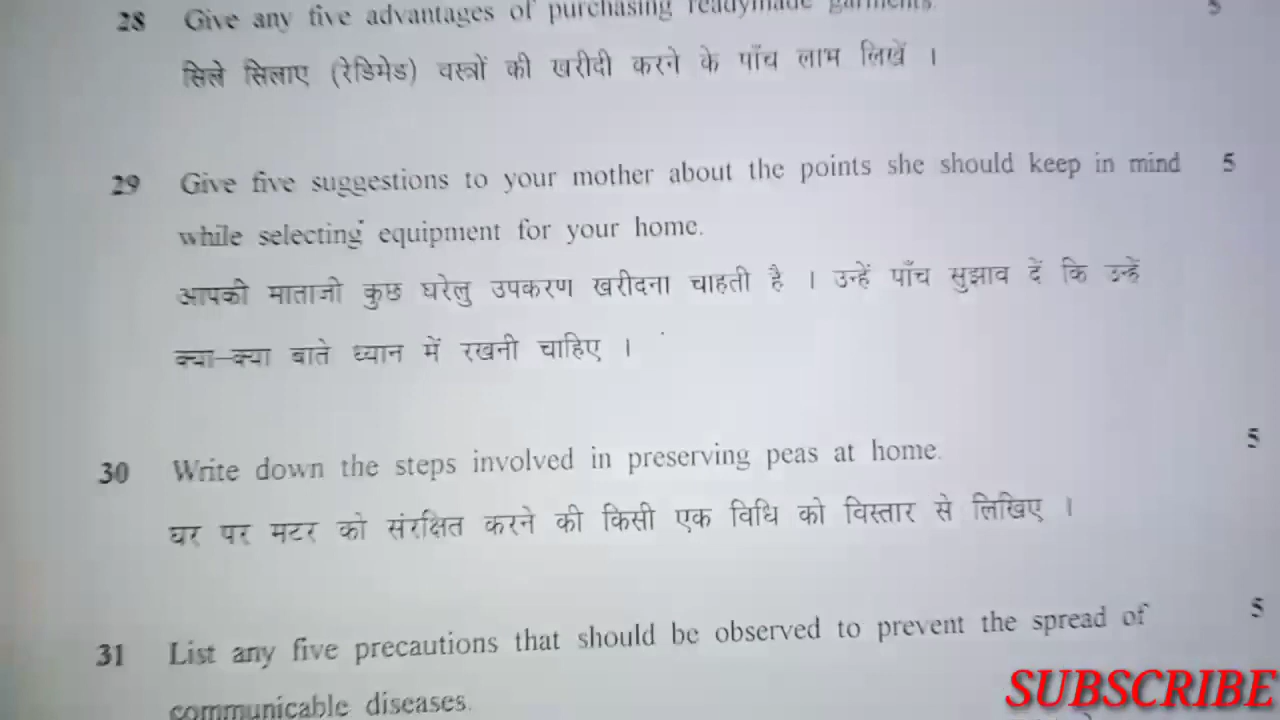 28 Give any five advantages of purchasing readymade garments 5
सिले सिलाए (रेडिमेड) वस्त्रों की खरीदी करने के पाँच लाभ लिखें ।
29 Give five suggestions to your mother about the points she should keep in mind 5
while selecting equipment for your home.
आपकी माताजी कुछ घरेलु उपकरण खरीदना चाहती है । उन्हें पाँच सुझाव दें कि उन्हें
क्या-क्या बाते ध्यान में रखनी चाहिए ।
30 Write down the steps involved in preserving peas at home. 5
घर पर मटर को संरक्षित करने की किसी एक विधि को विस्तार से लिखिए ।
31 List any five precautions that should be observed to prevent the spread of 5
communicable diseases.
SUBSCRIBE